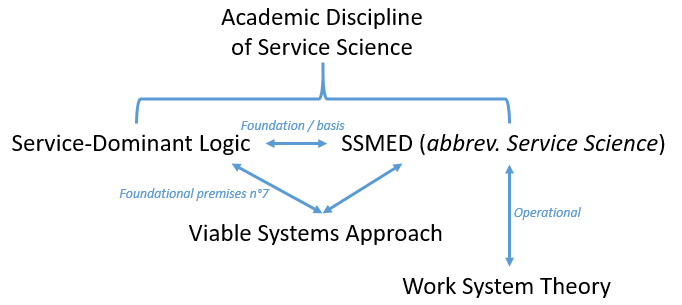 Academic Discipline
of Service Science
Foundation / basis
Service-Dominant Logic
SSMED (abbrev. Service Science)
Foundational premises n°7
Operational
Viable Systems Approach
Work System Theory